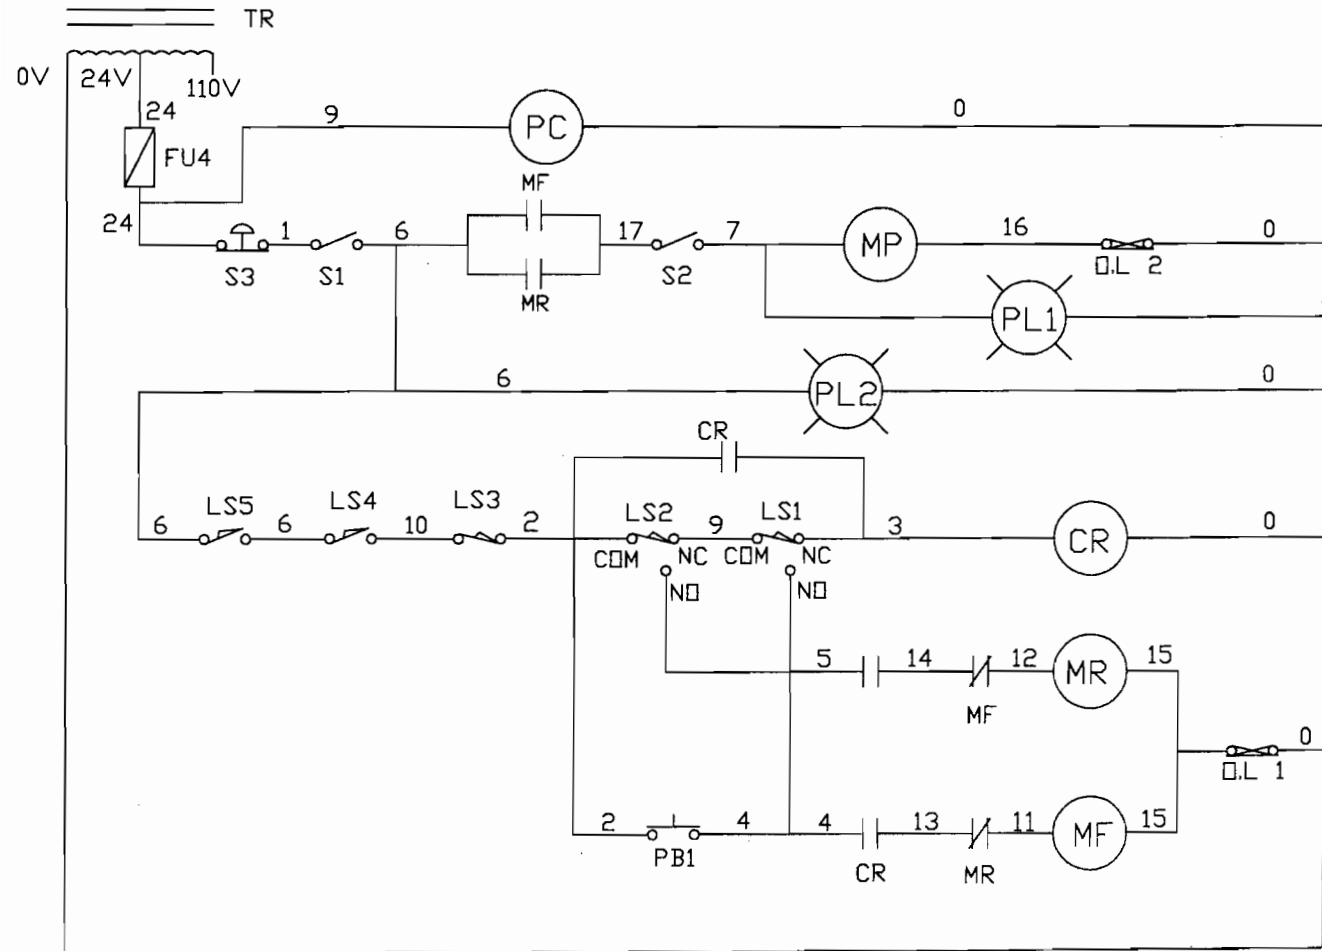 TR
0V 24V 110V
24
FU4
9 PC 0
MF
24 1 6 17 7 MP 16 0
S3 S1 MR S2 O.L 2
PL1
6 PL2 0
CR
LS5 LS4 LS3 LS2 LS1
6 6 10 2 9 3 CR 0
COM NC COM NC
NO NO
5 14 12 MR 15
MF
0
O.L 1
2 4 4 13 11 MF 15
PB1 CR MR